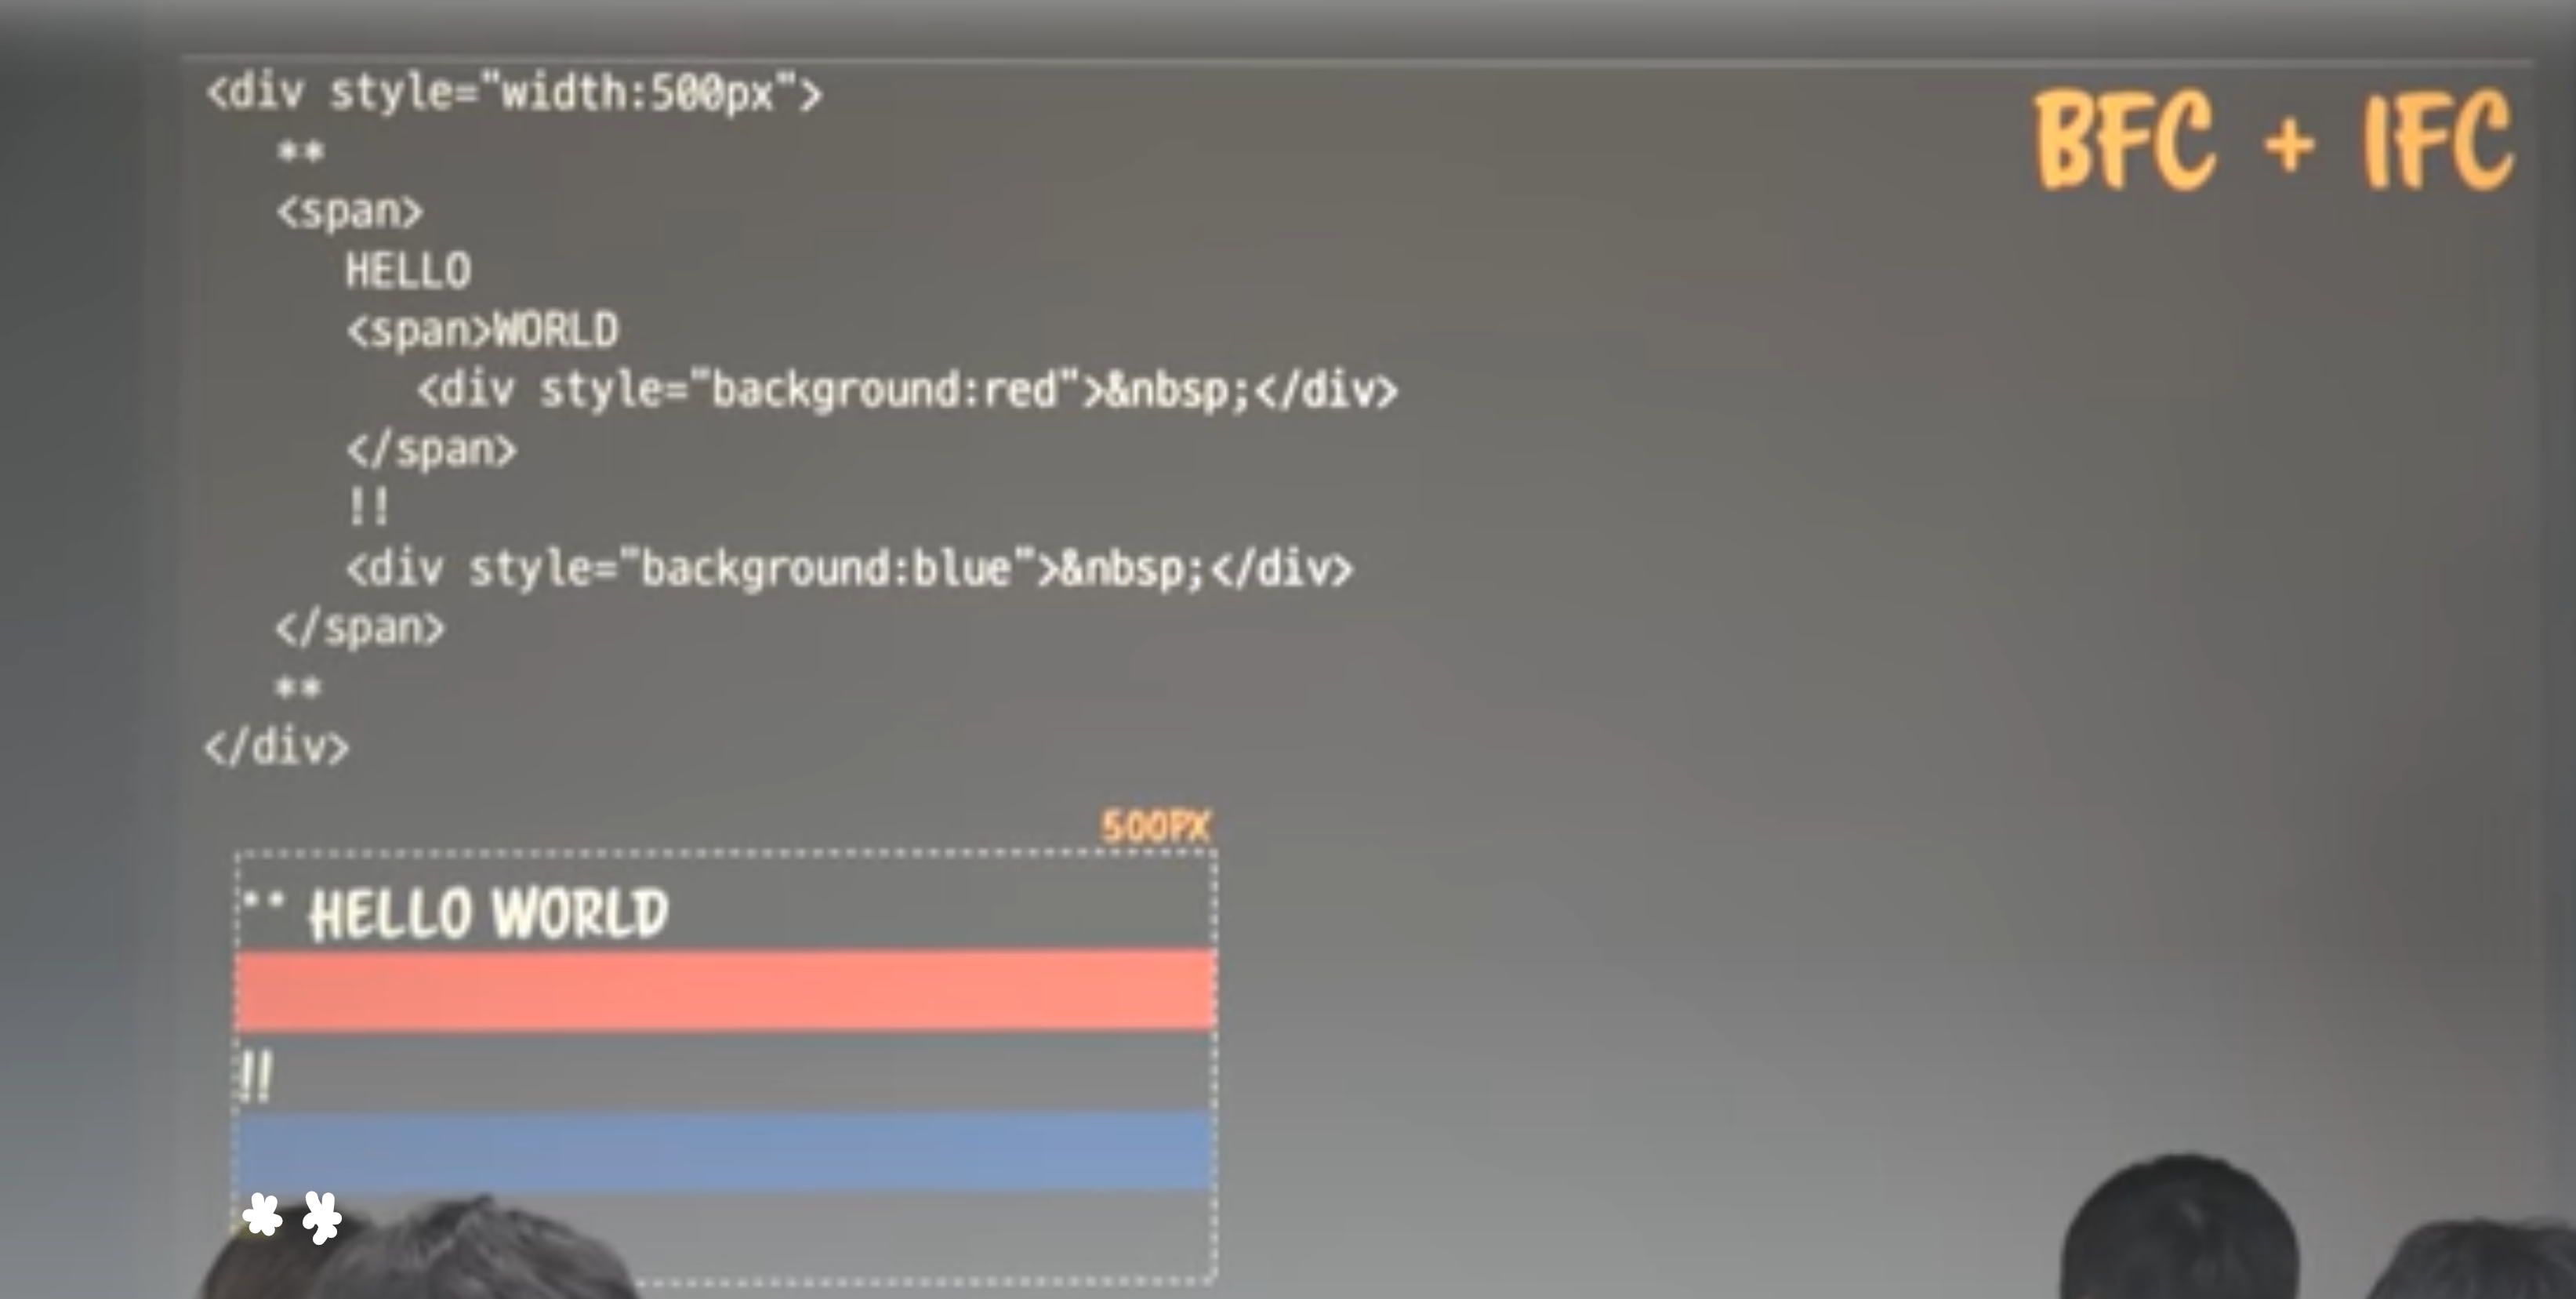 <div style="width:500px">
**
<span>
HELLO
<span>WORLD
<div style="background:red">&nbsp;</div>
</span>
!!
<div style="background:blue">&nbsp;</div>
</span>
**
</div>
BFC + IFC
500PX
** HELLO WORLD
!!
**